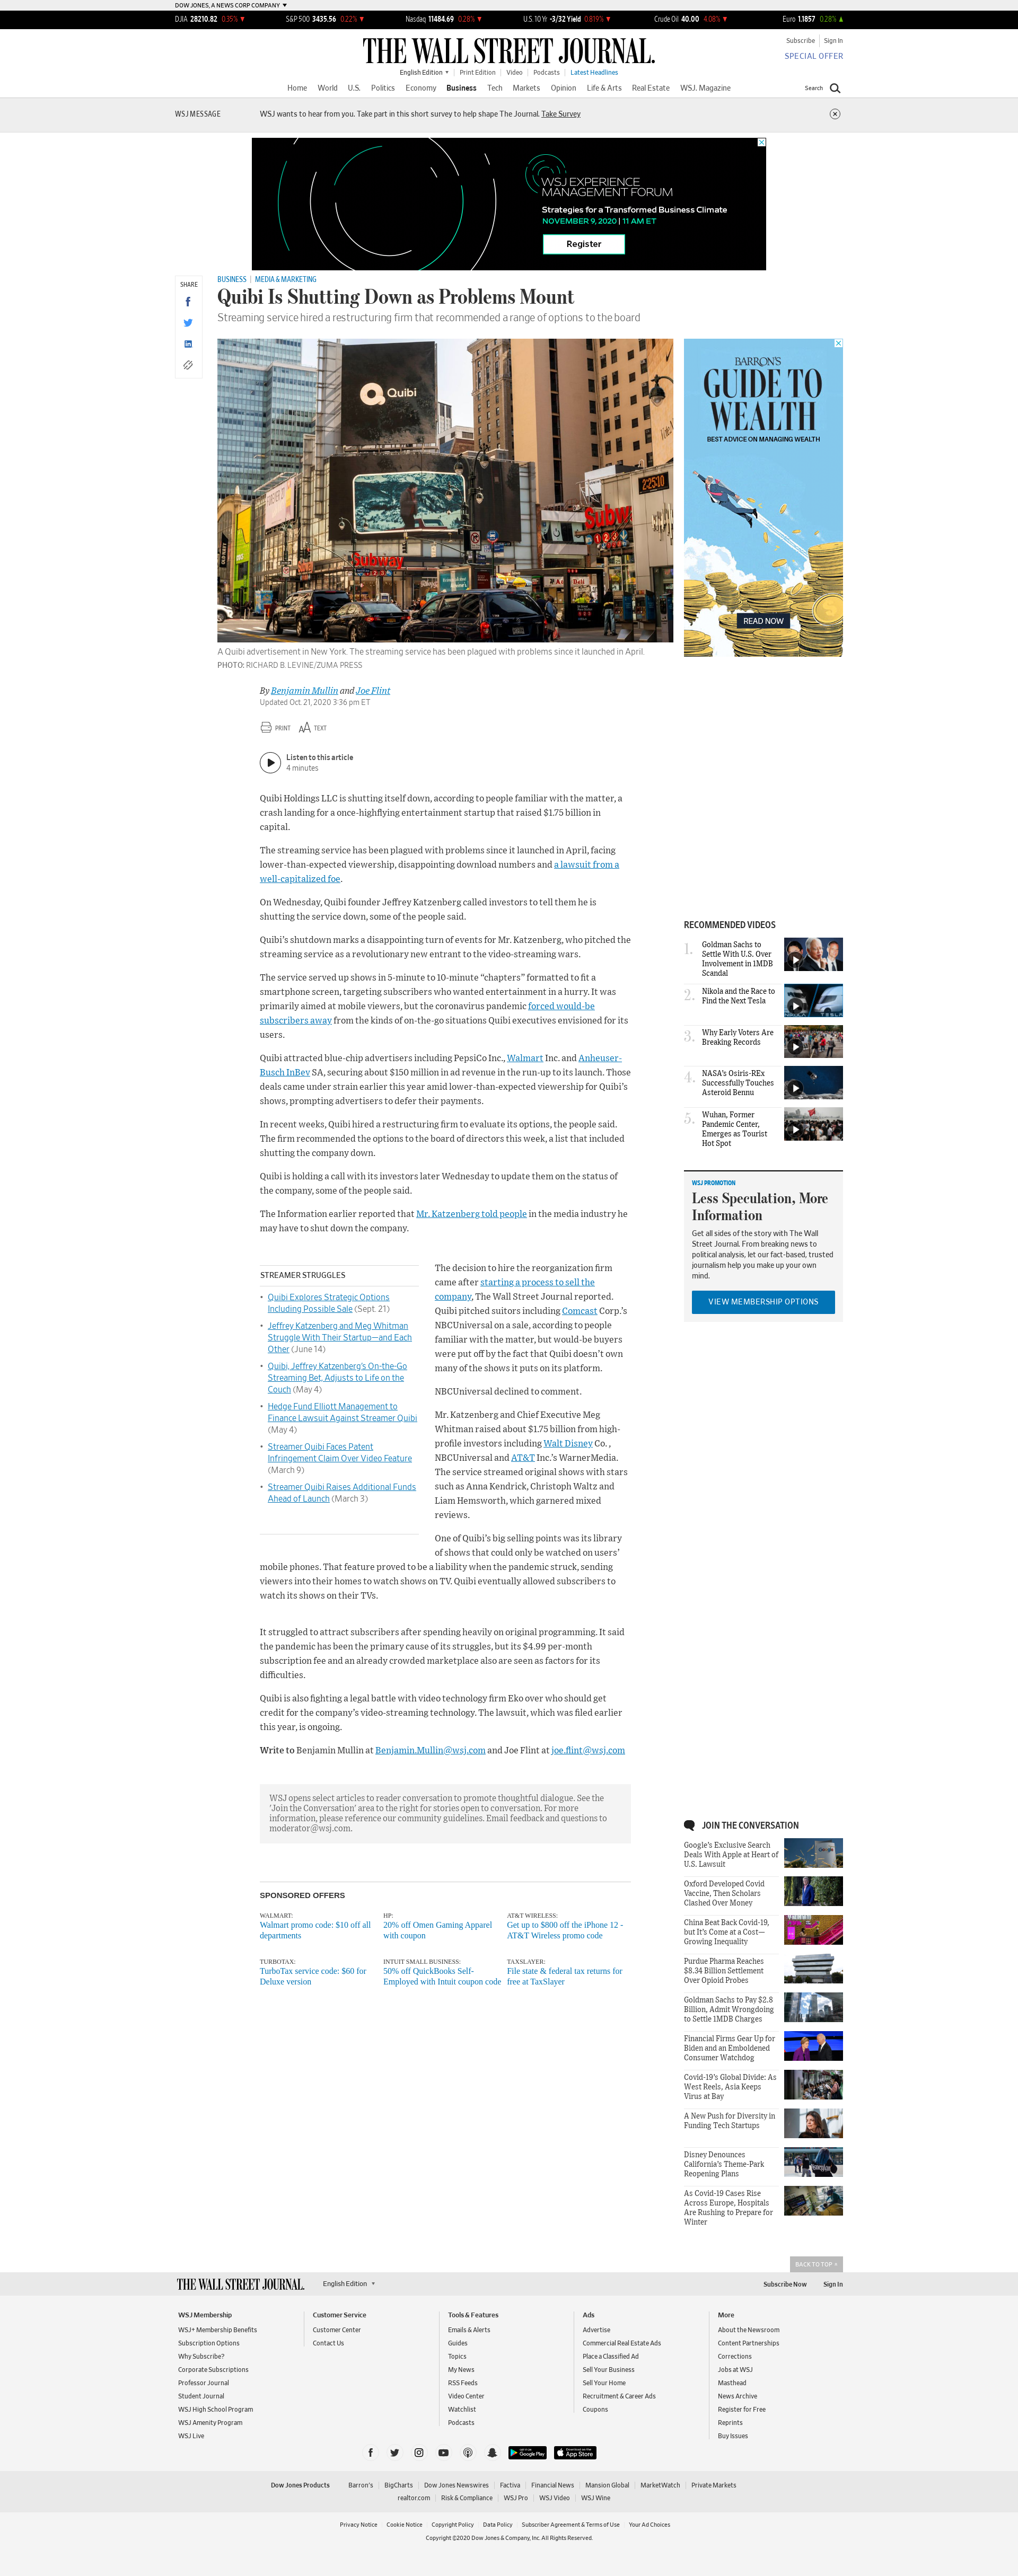 DOW JONES, A NEWS CORP COMPANY
DJIA 28210.82 0.35% S&P 500 3435.56 0.22% Nasdaq 11484.69 0.28% U.S. 10 Yr -3/32 Yield 0.819% Crude Oil 40.00 4.08% Euro 1.1857 0.28%
THE WALL STREET JOURNAL.
Subscribe Sign In
SPECIAL OFFER
English Edition Print Edition Video Podcasts Latest Headlines
Home World U.S. Politics Economy Business Tech Markets Opinion Life & Arts Real Estate WSJ. Magazine Search
WSJ MESSAGE WSJ wants to hear from you. Take part in this short survey to help shape The Journal. Take Survey
WSJ EXPERIENCE
MANAGEMENT FORUM
Strategies for a Transformed Business Climate
NOVEMBER 9, 2020 | 11 AM ET
Register
SHARE
BUSINESS | MEDIA & MARKETING
Quibi Is Shutting Down as Problems Mount
Streaming service hired a restructuring firm that recommended a range of options to the board
Quibi
Subway
Subway
BARRON'S
GUIDE TO
WEALTH
BEST ADVICE ON MANAGING WEALTH
READ NOW
A Quibi advertisement in New York. The streaming service has been plagued with problems since it launched in April.
PHOTO: RICHARD B. LEVINE/ZUMA PRESS
By Benjamin Mullin and Joe Flint
Updated Oct. 21, 2020 3:36 pm ET
PRINT TEXT
Listen to this article
4 minutes
Quibi Holdings LLC is shutting itself down, according to people familiar with the matter, a
crash landing for a once-highflying entertainment startup that raised $1.75 billion in
capital.
The streaming service has been plagued with problems since it launched in April, facing
lower-than-expected viewership, disappointing download numbers and a lawsuit from a
well-capitalized foe.
On Wednesday, Quibi founder Jeffrey Katzenberg called investors to tell them he is
shutting the service down, some of the people said.
Quibi's shutdown marks a disappointing turn of events for Mr. Katzenberg, who pitched the
streaming service as a revolutionary new entrant to the video-streaming wars.
The service served up shows in 5-minute to 10-minute “chapters” formatted to fit a
smartphone screen, targeting subscribers who wanted to be entertained in a hurry. It was
primarily aimed at mobile viewers, but the coronavirus pandemic forced would-be
subscribers away from the kinds of on-the-go situations Quibi executives envisioned for its
users.
Quibi attracted blue-chip advertisers including PepsiCo Inc., Walmart Inc. and Anheuser-
Busch InBev SA, securing about $150 million in ad revenue in the run-up to its launch. Those
deals came under strain earlier this year amid lower-than-expected viewership for Quibi's
shows, prompting advertisers to defer their payments.
In recent weeks, Quibi hired a restructuring firm to evaluate its options, the people said.
The firm recommended the options to the board of directors this week, a list that included
shutting the company down.
Quibi is holding a call with its investors later Wednesday to update them on the status of
the company, some of the people said.
The Information earlier reported that Mr. Katzenberg told people in the media industry he
may have to shut down the company.
STREAMER STRUGGLES
• Quibi Explores Strategic Options
Including Possible Sale (Sept. 21)
• Jeffrey Katzenberg and Meg Whitman
Struggle With Their Startup—and Each
Other (June 14)
• Quibi, Jeffrey Katzenberg's On-the-Go
Streaming Bet, Adjusts to Life on the
Couch (May 4)
• Hedge Fund Elliott Management to
Finance Lawsuit Against Streamer Quibi
(May 4)
• Streamer Quibi Faces Patent
Infringement Claim Over Video Feature
(March 9)
• Streamer Quibi Raises Additional Funds
Ahead of Launch (March 3)
The decision to hire the reorganization firm
came after starting a process to sell the
company, The Wall Street Journal reported.
Quibi pitched suitors including Comcast Corp.'s
NBCUniversal on a sale, according to people
familiar with the matter, but would-be buyers
were put off by the fact that Quibi doesn't own
many of the shows it puts on its platform.
NBCUniversal declined to comment.
Mr. Katzenberg and Chief Executive Meg
Whitman raised about $1.75 billion from high-
profile investors including Walt Disney Co. ,
NBCUniversal and AT&T Inc.'s WarnerMedia.
The service streamed original shows with stars
such as Anna Kendrick, Christoph Waltz and
Liam Hemsworth, which garnered mixed
reviews.
One of Quibi's big selling points was its library
of shows that could only be watched on users'
mobile phones. That feature proved to be a liability when the pandemic struck, sending
viewers into their homes to watch shows on TV. Quibi eventually allowed subscribers to
watch its shows on their TVs.
It struggled to attract subscribers after spending heavily on original programming. It said
the pandemic has been the primary cause of its struggles, but its $4.99 per-month
subscription fee and an already crowded marketplace also are seen as factors for its
difficulties.
Quibi is also fighting a legal battle with video technology firm Eko over who should get
credit for the company's video-streaming technology. The lawsuit, which was filed earlier
this year, is ongoing.
Write to Benjamin Mullin at Benjamin.Mullin@wsj.com and Joe Flint at joe.flint@wsj.com
WSJ opens select articles to reader conversation to promote thoughtful dialogue. See the
'Join the Conversation' area to the right for stories open to conversation. For more
information, please reference our community guidelines. Email feedback and questions to
moderator@wsj.com.
SPONSORED OFFERS
WALMART:
Walmart promo code: $10 off all
departments
HP:
20% off Omen Gaming Apparel
with coupon
AT&T WIRELESS:
Get up to $800 off the iPhone 12 -
AT&T Wireless promo code
TURBOTAX:
TurboTax service code: $60 for
Deluxe version
INTUIT SMALL BUSINESS:
50% off QuickBooks Self-
Employed with Intuit coupon code
TAXSLAYER:
File state & federal tax returns for
free at TaxSlayer
RECOMMENDED VIDEOS
1. Goldman Sachs to
Settle With U.S. Over
Involvement in 1MDB
Scandal
2. Nikola and the Race to
Find the Next Tesla
3. Why Early Voters Are
Breaking Records
4. NASA's Osiris-REx
Successfully Touches
Asteroid Bennu
5. Wuhan, Former
Pandemic Center,
Emerges as Tourist
Hot Spot
WSJ PROMOTION
Less Speculation, More
Information
Get all sides of the story with The Wall
Street Journal. From breaking news to
political analysis, let our fact-based, trusted
journalism help you make up your own
mind.
VIEW MEMBERSHIP OPTIONS
JOIN THE CONVERSATION
Google's Exclusive Search
Deals With Apple at Heart of
U.S. Lawsuit
Oxford Developed Covid
Vaccine, Then Scholars
Clashed Over Money
China Beat Back Covid-19,
but It's Come at a Cost—
Growing Inequality
Purdue Pharma Reaches
$8.34 Billion Settlement
Over Opioid Probes
Goldman Sachs to Pay $2.8
Billion, Admit Wrongdoing
to Settle 1MDB Charges
Financial Firms Gear Up for
Biden and an Emboldened
Consumer Watchdog
Covid-19's Global Divide: As
West Reels, Asia Keeps
Virus at Bay
A New Push for Diversity in
Funding Tech Startups
Disney Denounces
California's Theme-Park
Reopening Plans
As Covid-19 Cases Rise
Across Europe, Hospitals
Are Rushing to Prepare for
Winter
BACK TO TOP
THE WALL STREET JOURNAL. English Edition Subscribe Now Sign In
WSJ Membership
WSJ+ Membership Benefits
Subscription Options
Why Subscribe?
Corporate Subscriptions
Professor Journal
Student Journal
WSJ High School Program
WSJ Amenity Program
WSJ Live
Customer Service
Customer Center
Contact Us
Tools & Features
Emails & Alerts
Guides
Topics
My News
RSS Feeds
Video Center
Watchlist
Podcasts
Ads
Advertise
Commercial Real Estate Ads
Place a Classified Ad
Sell Your Business
Sell Your Home
Recruitment & Career Ads
Coupons
More
About the Newsroom
Content Partnerships
Corrections
Jobs at WSJ
Masthead
News Archive
Register for Free
Reprints
Buy Issues
Google Play App Store
Dow Jones Products Barron's BigCharts Dow Jones Newswires Factiva Financial News Mansion Global MarketWatch Private Markets
realtor.com Risk & Compliance WSJ Pro WSJ Video WSJ Wine
Privacy Notice Cookie Notice Copyright Policy Data Policy Subscriber Agreement & Terms of Use Your Ad Choices
Copyright ©2020 Dow Jones & Company, Inc. All Rights Reserved.